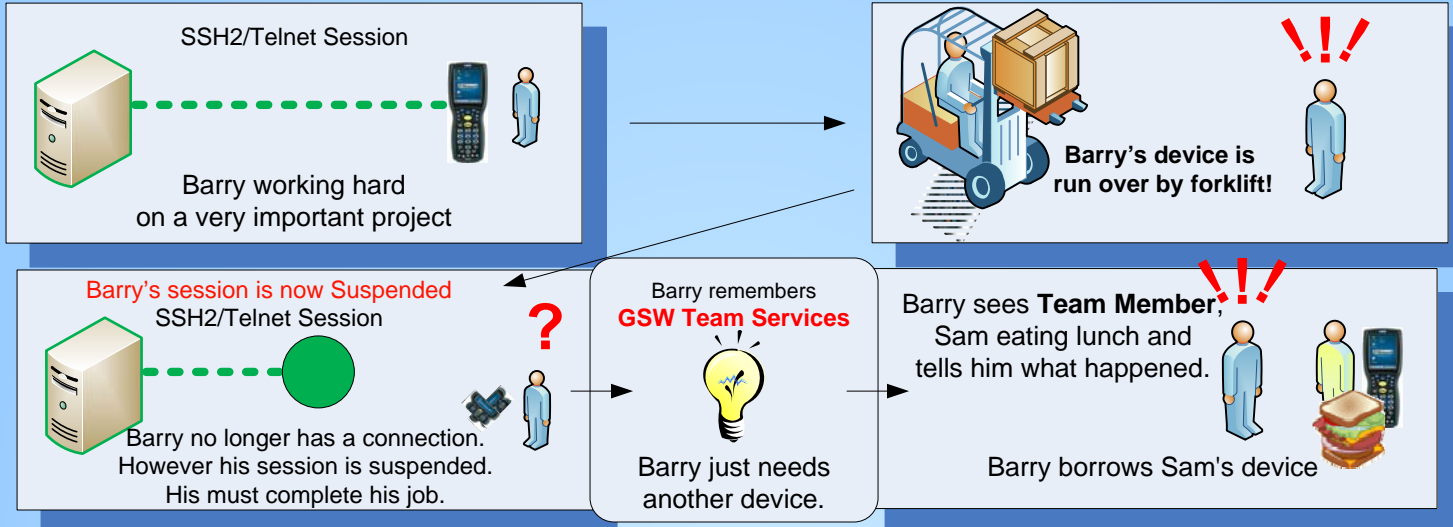 SSH2/Telnet Session
Barry working hard
on a very important project
Barry's device is
run over by forklift!
Barry's session is now Suspended
SSH2/Telnet Session
?
Barry no longer has a connection.
However his session is suspended.
His must complete his job.
Barry remembers
GSW Team Services
Barry just needs
another device.
!!!
Barry sees Team Member,
Sam eating lunch and
tells him what happened.
!!!
Barry borrows Sam's device